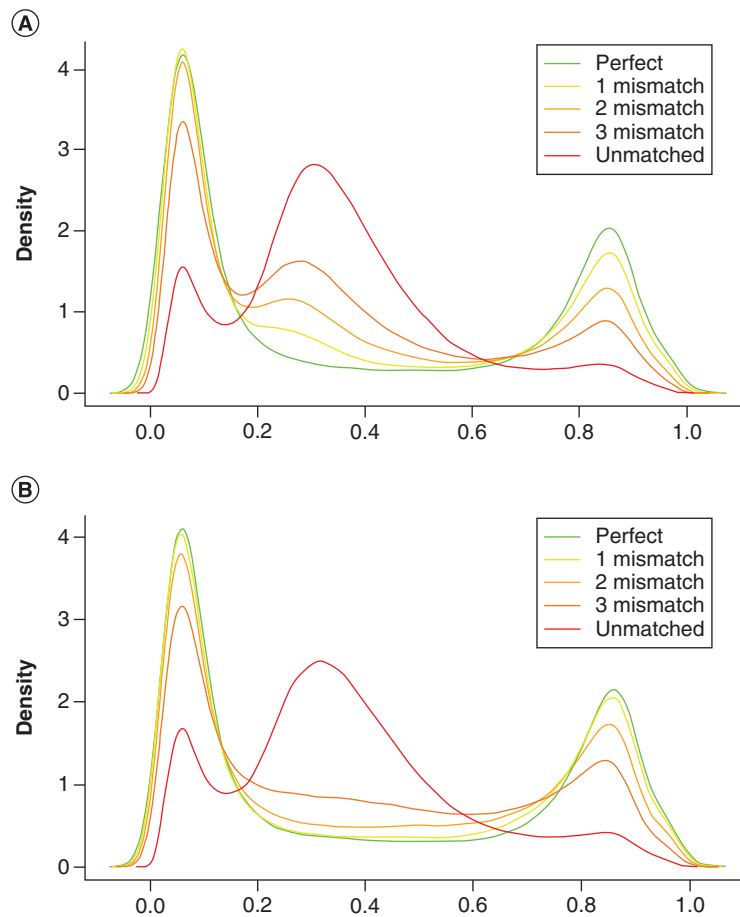 A
Density
4
3
2
1
0
Perfect
1 mismatch
2 mismatch
3 mismatch
Unmatched
0.0 0.2 0.4 0.6 0.8 1.0
B
Density
4
3
2
1
0
Perfect
1 mismatch
2 mismatch
3 mismatch
Unmatched
0.0 0.2 0.4 0.6 0.8 1.0